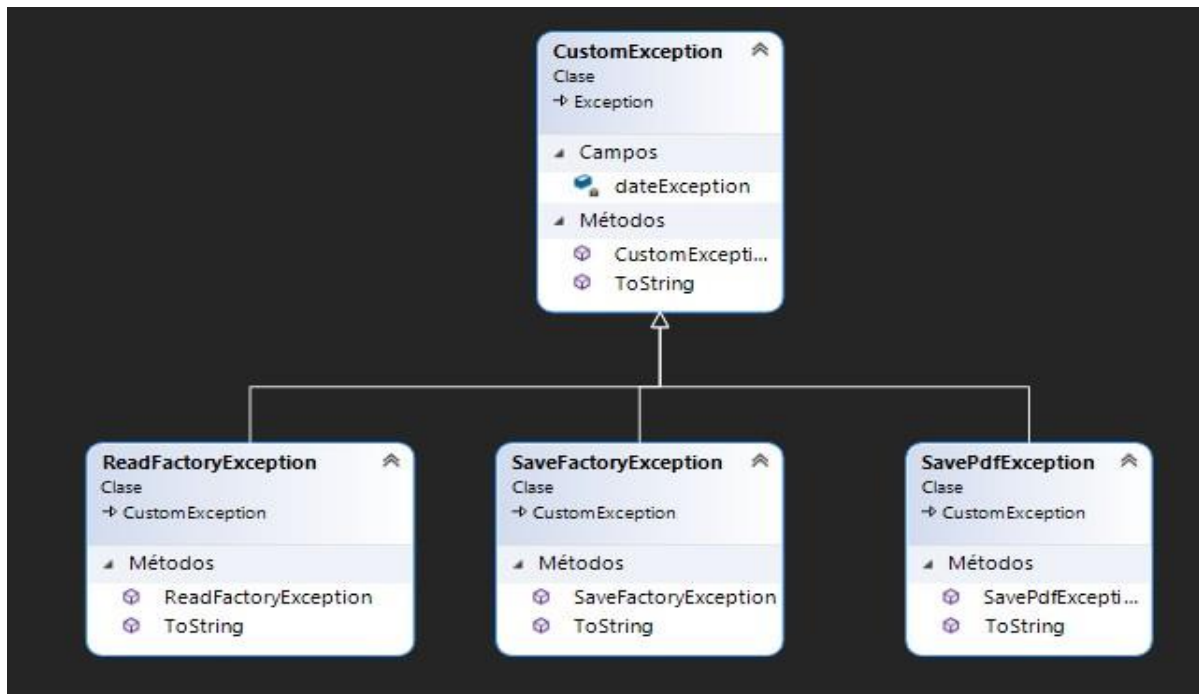 CustomException
Clase
Exception
Campos
dateException
Métodos
CustomExcepti...
ToString
ReadFactoryException
Clase
CustomException
Métodos
ReadFactoryException
ToString
SaveFactoryException
Clase
CustomException
Métodos
SaveFactoryException
ToString
SavePdfException
Clase
CustomException
Métodos
SavePdfExcepti...
ToString